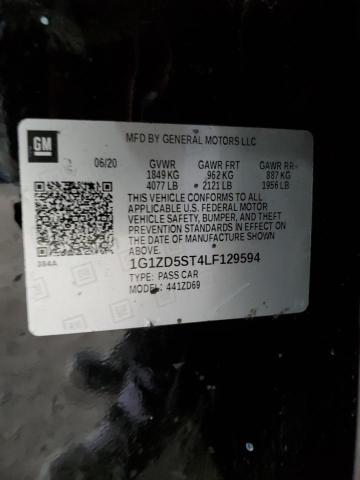 GM
MFD BY GENERAL MOTORS LLC
06/20 GVWR GAWR FRT GAWR RR
1849 KG 962 KG 887 KG
4077 LB 2121 LB 1956 LB
THIS VEHICLE CONFORMS TO ALL
APPLICABLE U.S. FEDERAL MOTOR
VEHICLE SAFETY, BUMPER, AND THEFT
PREVENTION STANDARDS IN EFFECT ON
THE DATE OF MANUFACTURE SHOWN
ABOVE.
384A 1G1ZD5ST4LF129594
TYPE: PASS CAR
MODEL: 441ZD69